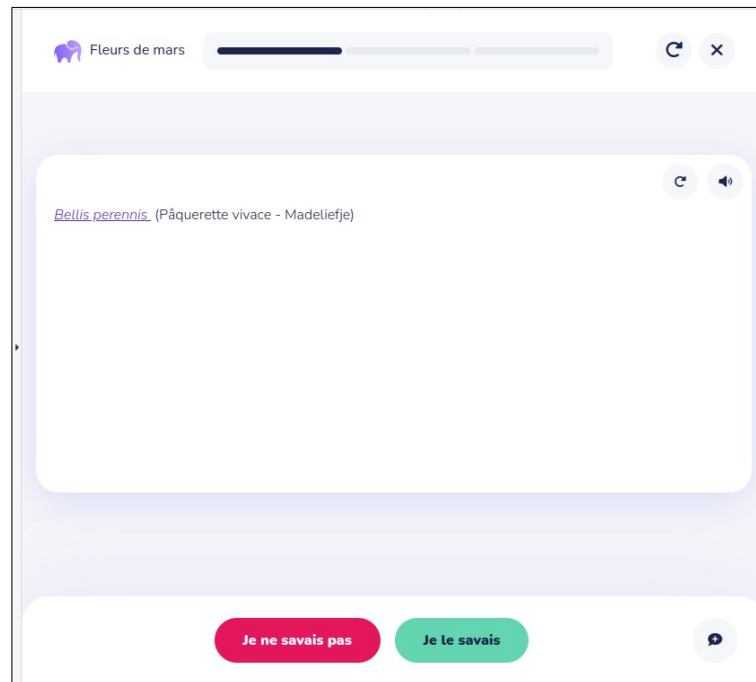 Fleurs de mars
Bellis perennis (Pâquerette vivace - Madeliefje)
Je ne savais pas
Je le savais